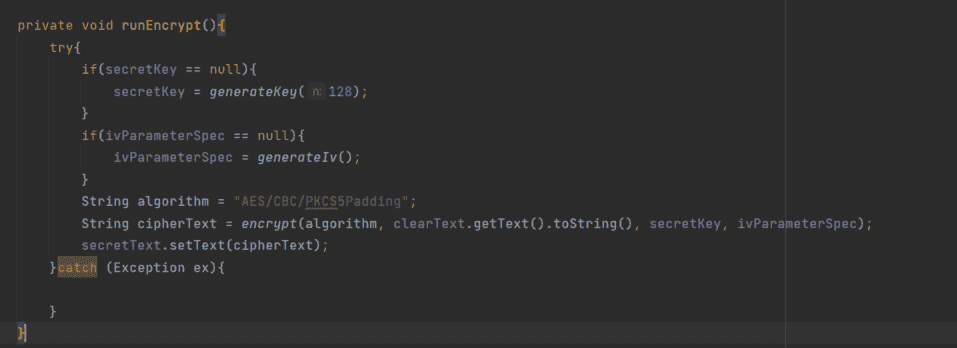 private void runEncrypt(){
try{
if(secretKey == null){
secretKey = generateKey( n: 128);
}
if(ivParameterSpec == null){
ivParameterSpec = generateIv();
}
String algorithm = "AES/CBC/PKCS5Padding";
String cipherText = encrypt(algorithm, clearText.getText().toString(), secretKey, ivParameterSpec);
secretText.setText(cipherText);
}catch (Exception ex){
}
}